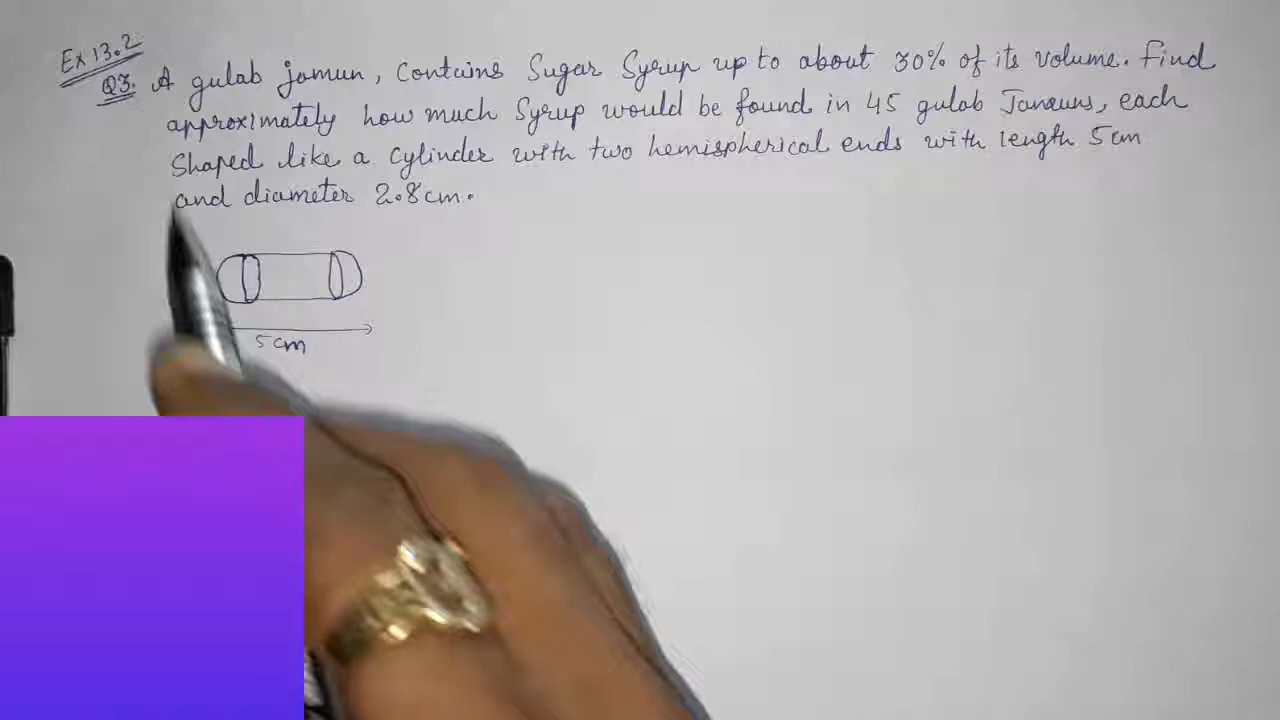 Ex 13.2
Q3. A gulab jamun, Contains Sugar Syrup up to about 30% of its volume. Find
approximately how much Syrup would be found in 45 gulab Jamuns, each
Shaped like a Cylinder with two hemispherical ends with length 5cm
and diameter 2.8cm.
5cm